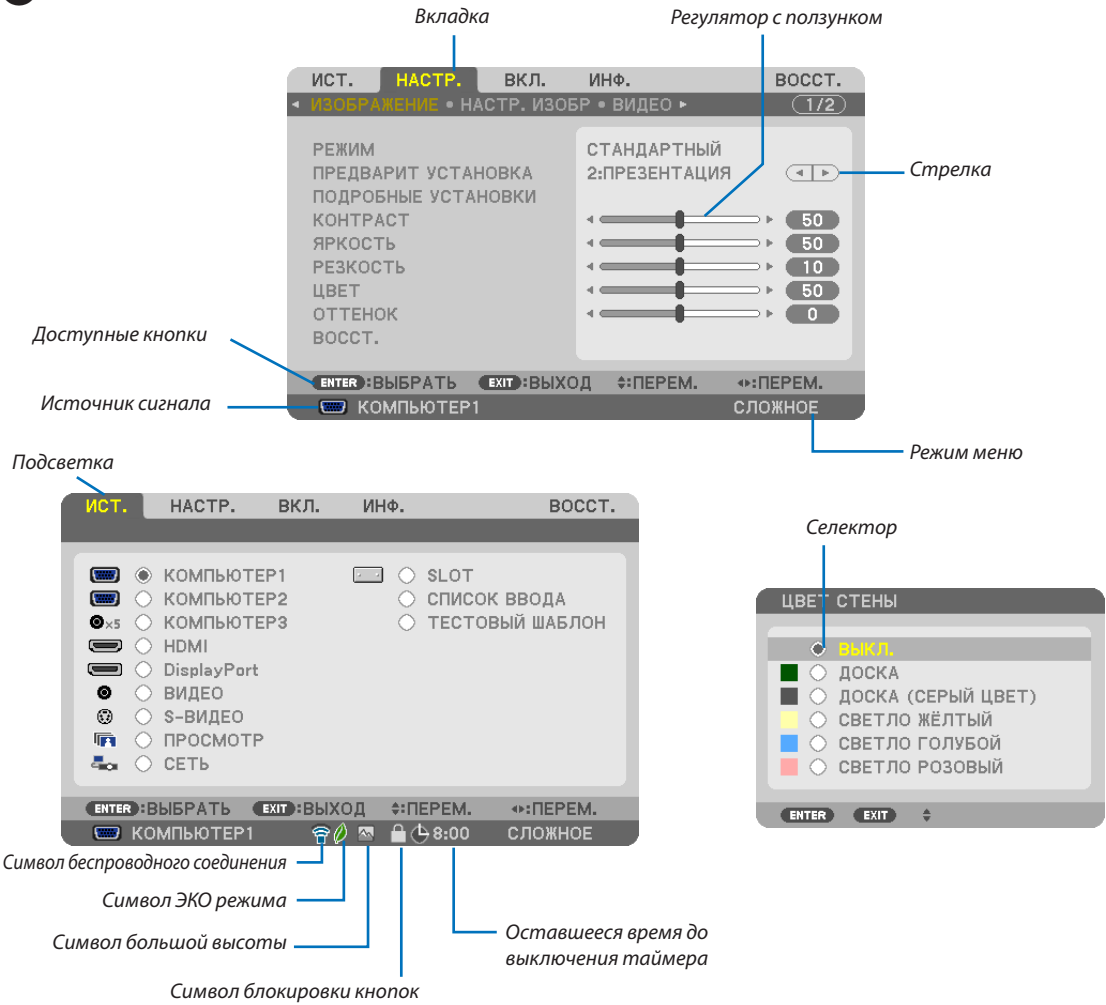 Вкладка
Регулятор с ползунком
ИСТ. НАСТР. ВКЛ. ИНФ. ВОССТ.
ИЗОБРАЖЕНИЕ • НАСТР. ИЗОБР • ВИДЕО 1/2
РЕЖИМ СТАНДАРТНЫЙ
ПРЕДВАРИТ УСТАНОВКА 2:ПРЕЗЕНТАЦИЯ
Стрелка
ПОДРОБНЫЕ УСТАНОВКИ
КОНТРАСТ 50
ЯРКОСТЬ 50
РЕЗКОСТЬ 10
ЦВЕТ 50
ОТТЕНОК 0
ВОССТ.
Доступные кнопки
ENTER:ВЫБРАТЬ EXIT:ВЫХОД :ПЕРЕМ. :ПЕРЕМ.
Источник сигнала
КОМПЬЮТЕР1 СЛОЖНОЕ
Режим меню
Подсветка
ИСТ. НАСТР. ВКЛ. ИНФ. ВОССТ.
КОМПЬЮТЕР1 SLOT
КОМПЬЮТЕР2 СПИСОК ВВОДА
×5 КОМПЬЮТЕР3 ТЕСТОВЫЙ ШАБЛОН
HDMI
DisplayPort
ВИДЕО
S-ВИДЕО
ПРОСМОТР
СЕТЬ
ENTER:ВЫБРАТЬ EXIT:ВЫХОД :ПЕРЕМ. :ПЕРЕМ.
КОМПЬЮТЕР1 8:00 СЛОЖНОЕ
Селектор
ЦВЕТ СТЕНЫ
ВЫКЛ.
ДОСКА
ДОСКА (СЕРЫЙ ЦВЕТ)
СВЕТЛО ЖЁЛТЫЙ
СВЕТЛО ГОЛУБОЙ
СВЕТЛО РОЗОВЫЙ
ENTER EXIT
Символ беспроводного соединения
Символ ЭКО режима
Символ большой высоты
Символ блокировки кнопок
Оставшееся время до
выключения таймера